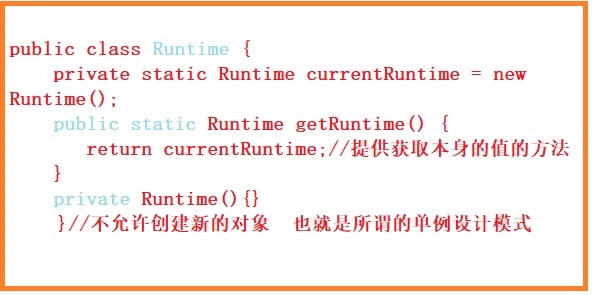 public class Runtime {
    private static Runtime currentRuntime = new
Runtime();
    public static Runtime getRuntime() {
       return currentRuntime;//提供获取本身的值的方法
    }
    private Runtime(){}
    }//不允许创建新的对象  也就是所谓的单例设计模式